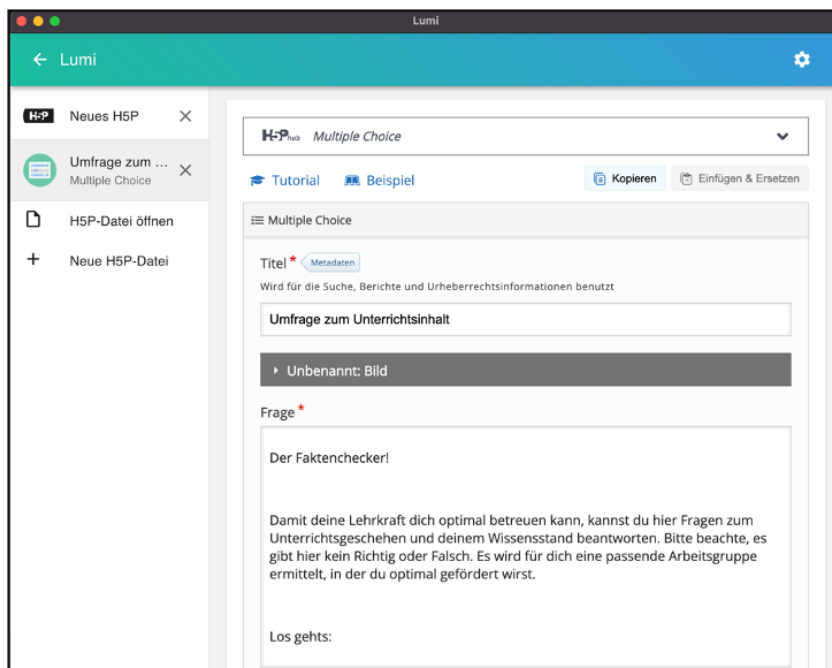 Lumi
Lumi
H5P Neues H5P
Umfrage zum ...
Multiple Choice
H5P-Datei öffnen
Neue H5P-Datei
H5Phub Multiple Choice
Tutorial Beispiel Kopieren Einfügen & Ersetzen
Multiple Choice
Titel * Metadaten
Wird für die Suche, Berichte und Urheberrechtsinformationen benutzt
Umfrage zum Unterrichtsinhalt
Unbenannt: Bild
Frage *
Der Faktenchecker!
Damit deine Lehrkraft dich optimal betreuen kann, kannst du hier Fragen zum
Unterrichtsgeschehen und deinem Wissensstand beantworten. Bitte beachte, es
gibt hier kein Richtig oder Falsch. Es wird für dich eine passende Arbeitsgruppe
ermittelt, in der du optimal gefördert wirst.
Los gehts: